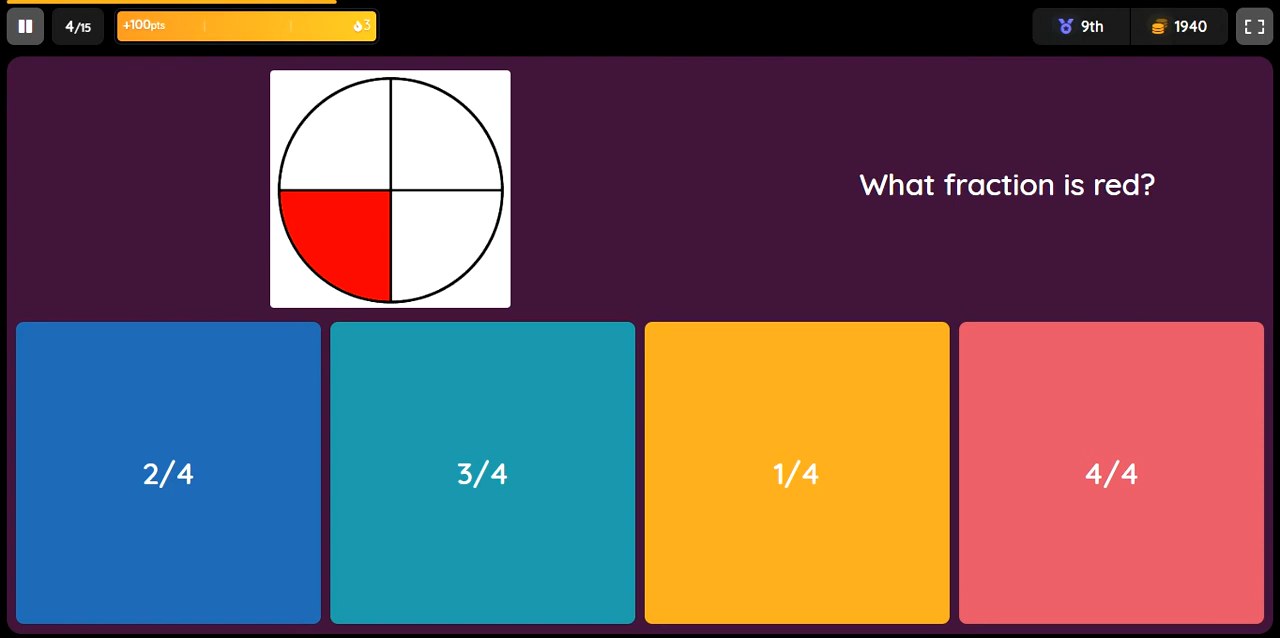 4/15
+100pts
3
9th
1940
What fraction is red?
2/4
3/4
1/4
4/4